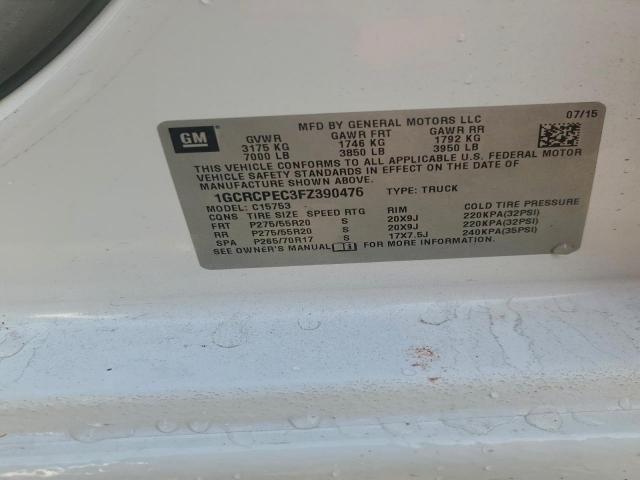 GM
MFD BY GENERAL MOTORS LLC
07/15
GVWR GAWR FRT GAWR RR
3175 KG 1746 KG 1792 KG
7000 LB 3850 LB 3950 LB
THIS VEHICLE CONFORMS TO ALL APPLICABLE U.S. FEDERAL MOTOR
VEHICLE SAFETY STANDARDS IN EFFECT ON THE DATE OF
MANUFACTURE SHOWN ABOVE.
1GCRCPEC3FZ390476 TYPE: TRUCK
MODEL: C15753
CQNS TIRE SIZE SPEED RTG RIM COLD TIRE PRESSURE
FRT P275/55R20 S 20X9J 220KPA(32PSI)
RR P275/55R20 S 20X9J 220KPA(32PSI)
SPA P265/70R17 S 17X7.5J 240KPA(35PSI)
SEE OWNER'S MANUAL FOR MORE INFORMATION.